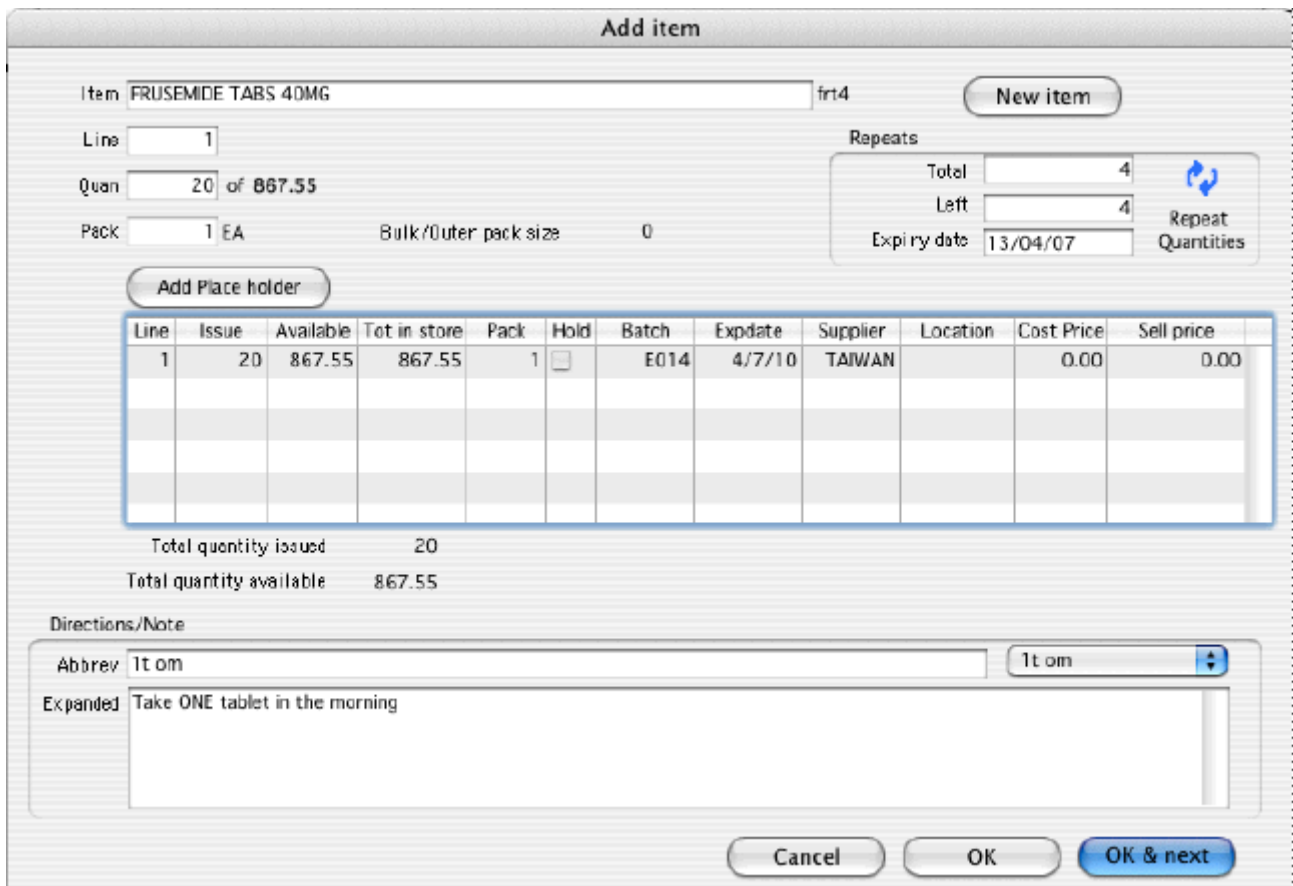 Add item
Item FRUSEMIDE TABS 40MG frt4 New item
Line 1 Repeats
Total 4
Quan 20 of 867.55
Left 4
Pack 1 EA Bulk/Outer pack size 0 Repeat
Expiry date 13/04/07 Quantities
Add Place holder
Line Issue Available Tot in store Pack Hold Batch Expdate Supplier Location Cost Price Sell price
1 20 867.55 867.55 1 E014 4/7/10 TAIWAN 0.00 0.00
Total quantity issued 20
Total quantity available 867.55
Directions/Note
Abbrev 1t om 1t om
Expanded Take ONE tablet in the morning
Cancel OK OK & next